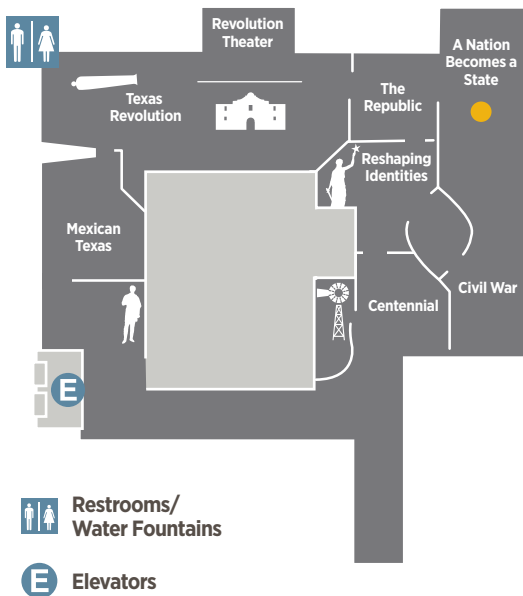 Revolution
Theater
A Nation
Becomes a
State
Texas
Revolution
The
Republic
Reshaping
Identities
Mexican
Texas
Civil War
Centennial
E
Restrooms/
Water Fountains
E
Elevators